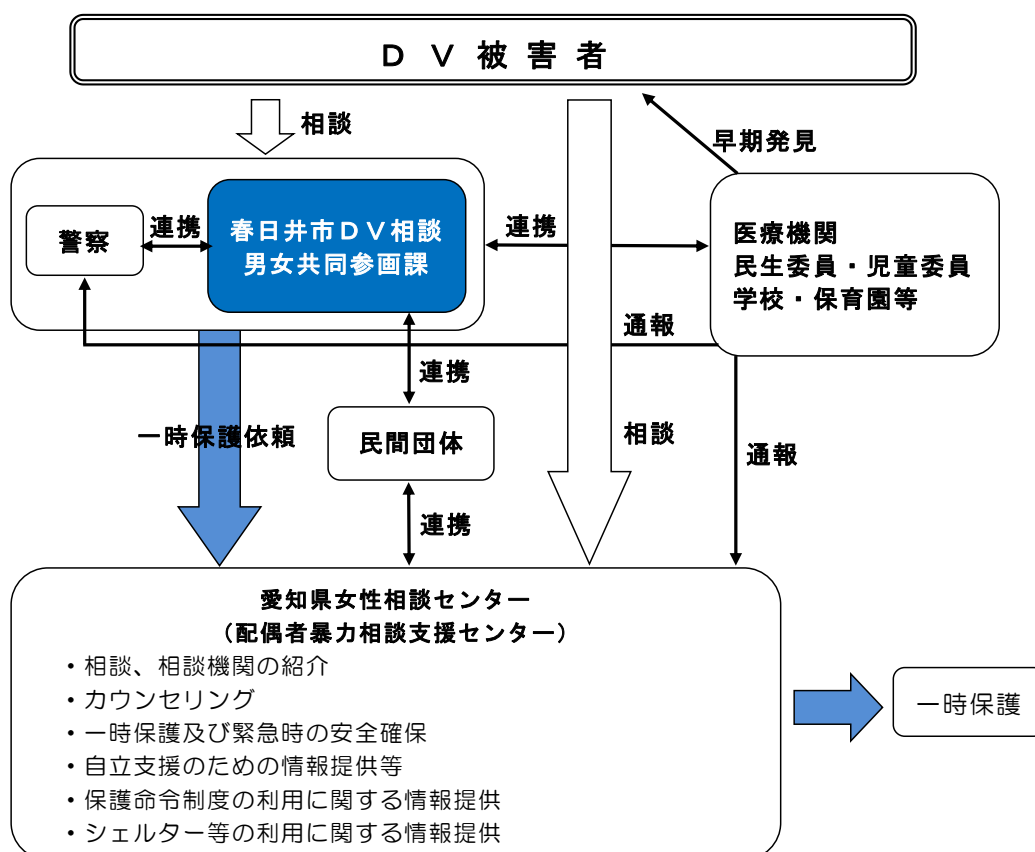 ＤＶ被害者
相談
早期発見
警察
連携
春日井市ＤＶ相談
男女共同参画課
連携
医療機関
民生委員・児童委員
学校・保育園等
通報
連携
一時保護依頼
民間団体
相談
通報
連携
愛知県女性相談センター
（配偶者暴力相談支援センター）
・相談、相談機関の紹介
・カウンセリング
・一時保護及び緊急時の安全確保
・自立支援のための情報提供等
・保護命令制度の利用に関する情報提供
・シェルター等の利用に関する情報提供
一時保護